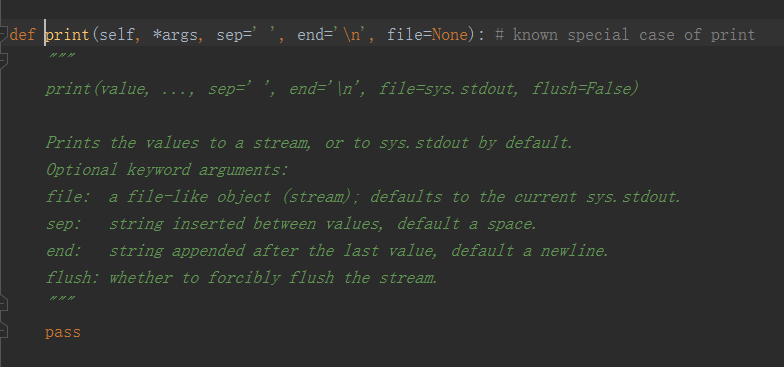 def print(self, *args, sep=' ', end='\n', file=None): # known special case of print
"""
print(value, ..., sep=' ', end='\n', file=sys.stdout, flush=False)
Prints the values to a stream, or to sys.stdout by default.
Optional keyword arguments:
file:  a file-like object (stream); defaults to the current sys.stdout.
sep:   string inserted between values, default a space.
end:   string appended after the last value, default a newline.
flush: whether to forcibly flush the stream.
"""
pass